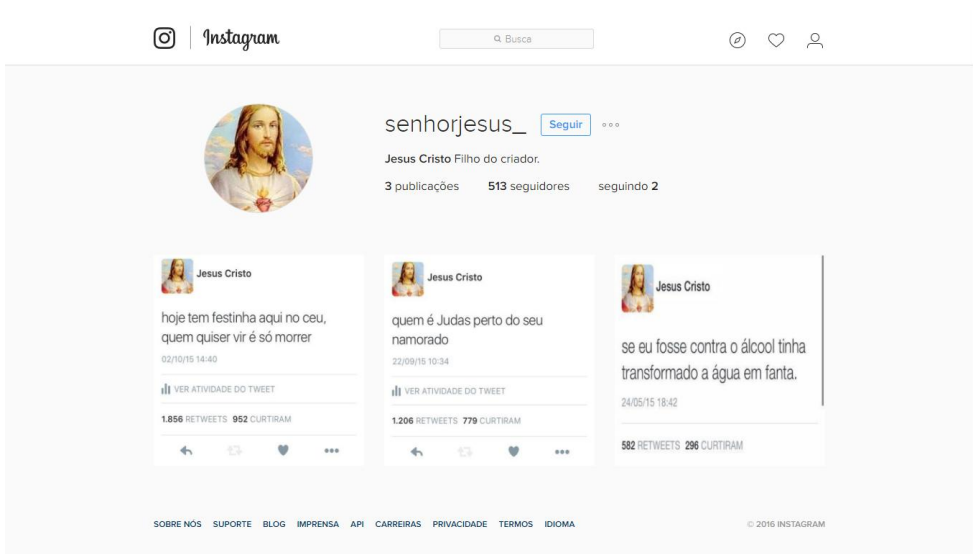 Instagram
Busca
senhorjesus_ Seguir
Jesus Cristo Filho do criador.
3 publicações 513 seguidores seguindo 2
Jesus Cristo
hoje tem festinha aqui no ceu,
quem quiser vir é só morrer
02/10/15 14:40
VER ATIVIDADE DO TWEET
1.856 RETWEETS 952 CURTIRAM
Jesus Cristo
quem é Judas perto do seu
namorado
22/09/15 10:34
VER ATIVIDADE DO TWEET
1.206 RETWEETS 779 CURTIRAM
Jesus Cristo
se eu fosse contra o álcool tinha
transformado a água em fanta.
24/05/15 18:42
582 RETWEETS 296 CURTIRAM
SOBRE NÓS SUPORTE BLOG IMPRENSA API CARREIRAS PRIVACIDADE TERMOS IDIOMA © 2016 INSTAGRAM